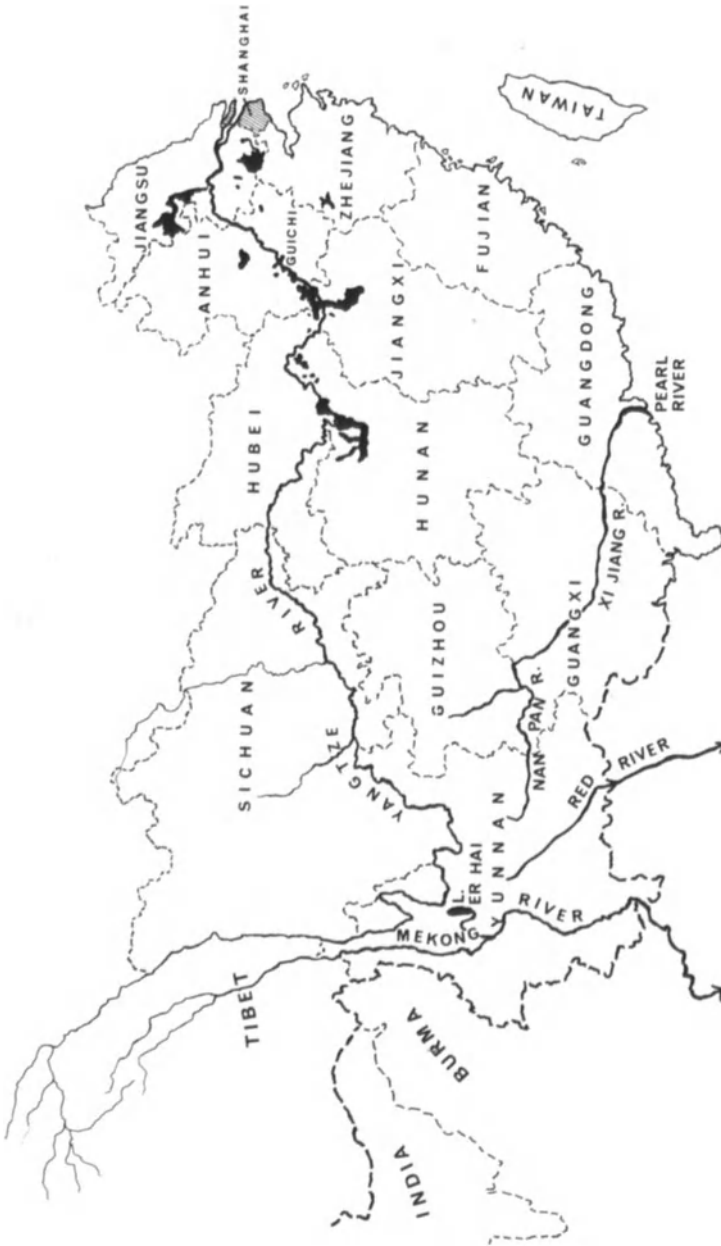 SHANGHAI
JIANGSU
ANHUI
GUICHI
ZHEJIANG
TAIWAN
HUBEI
JIANGXI
FUJIAN
SICHUAN
YANGTZE RIVER
HUNAN
GUANGDONG
PEARL
RIVER
GUIZHOU
GUANGXI
XI JIANG R.
NAN PAN R.
RED RIVER
L.
ER HAI
YUNNAN
MEKONG RIVER
TIBET
BURMA
INDIA